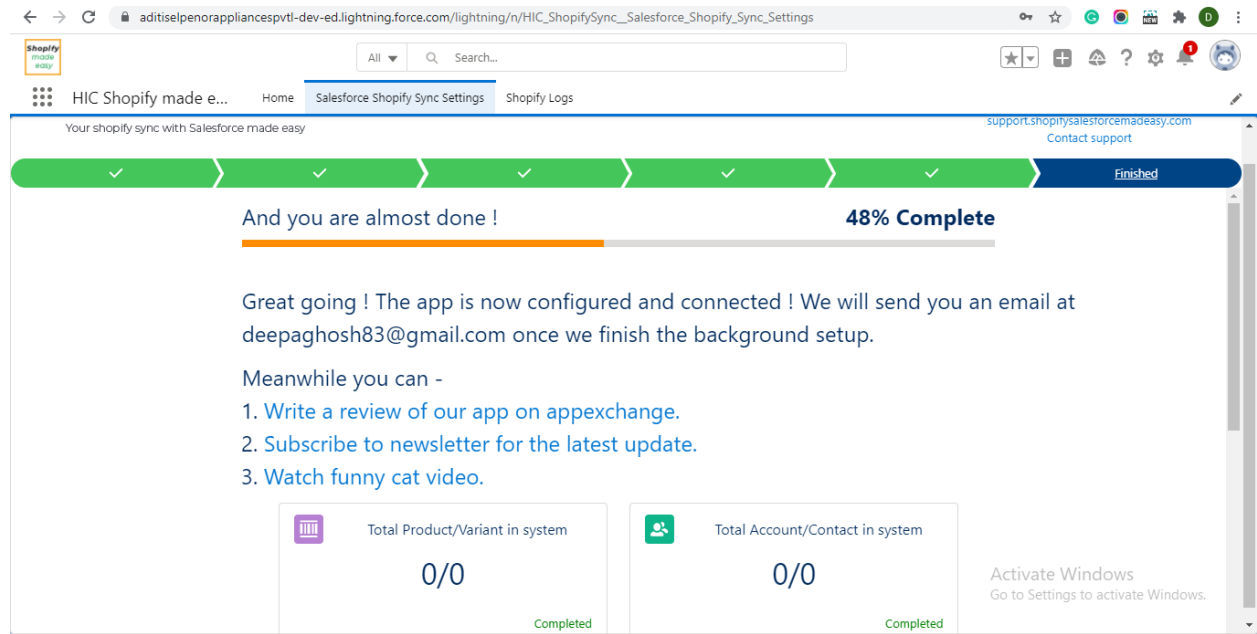 aditiselpenorappliancespvtl-dev-ed.lightning.force.com/lightning/n/HIC_ShopifySync__Salesforce_Shopify_Sync_Settings
NEW
D
Shopify
made
easy
All
Search...
1
HIC Shopify made e...
Home
Salesforce Shopify Sync Settings
Shopify Logs
Your shopify sync with Salesforce made easy
support.shopifysalesforcemadeasy.com
Contact support
Finished
And you are almost done !
48% Complete
Great going ! The app is now configured and connected ! We will send you an email at
deepaghosh83@gmail.com once we finish the background setup.
Meanwhile you can -
1. Write a review of our app on appexchange.
2. Subscribe to newsletter for the latest update.
3. Watch funny cat video.
Total Product/Variant in system
Total Account/Contact in system
0/0
0/0
Activate Windows
Go to Settings to activate Windows.
Completed
Completed